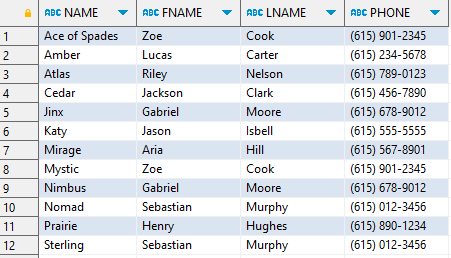 ABC NAME ABC FNAME ABC LNAME ABC PHONE
1 Ace of Spades Zoe Cook (615) 901-2345
2 Amber Lucas Carter (615) 234-5678
3 Atlas Riley Nelson (615) 789-0123
4 Cedar Jackson Clark (615) 456-7890
5 Jinx Gabriel Moore (615) 678-9012
6 Katy Jason Isbell (615) 555-5555
7 Mirage Aria Hill (615) 567-8901
8 Mystic Zoe Cook (615) 901-2345
9 Nimbus Gabriel Moore (615) 678-9012
10 Nomad Sebastian Murphy (615) 012-3456
11 Prairie Henry Hughes (615) 890-1234
12 Sterling Sebastian Murphy (615) 012-3456